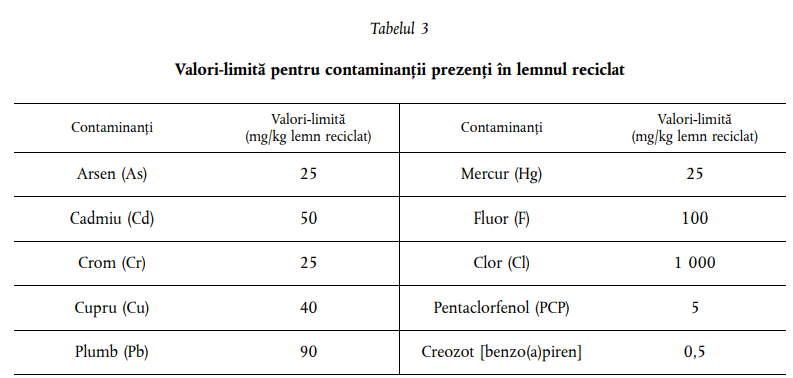 Tabelul 3
Valori-limită pentru contaminanții prezenți în lemnul reciclat
Contaminanți Valori-limită (mg/kg lemn reciclat) Contaminanți Valori-limită (mg/kg lemn reciclat)
Arsen (As) 25 Mercur (Hg) 25
Cadmiu (Cd) 50 Fluor (F) 100
Crom (Cr) 25 Clor (Cl) 1 000
Cupru (Cu) 40 Pentaclorfenol (PCP) 5
Plumb (Pb) 90 Creozot [benzo(a)piren] 0,5